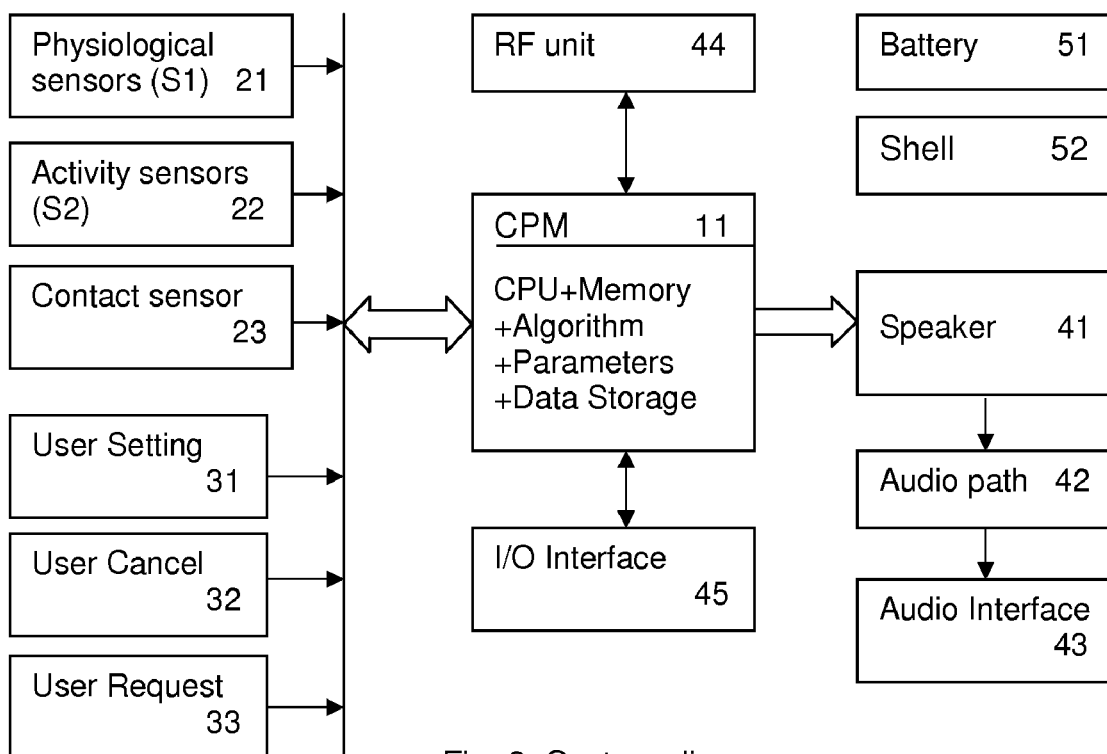 Physiological
sensors (S1) 21
Activity sensors
(S2) 22
Contact sensor
23
User Setting
31
User Cancel
32
User Request
33
RF unit 44
CPM 11
CPU+Memory
+Algorithm
+Parameters
+Data Storage
I/O Interface
45
Battery 51
Shell 52
Speaker 41
Audio path 42
Audio Interface
43